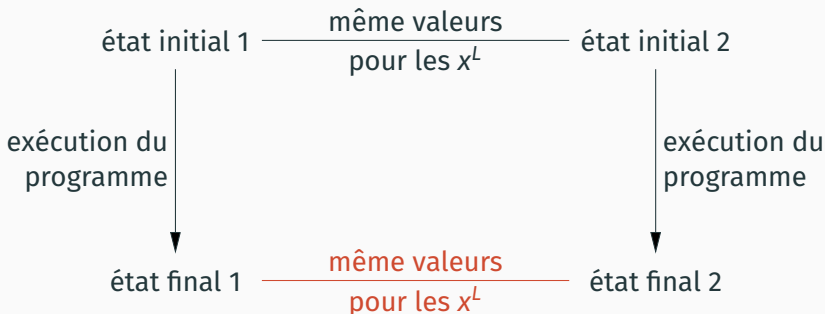 même valeurs
état initial 1
état initial 2
pour les x^L
exécution du
programme
exécution du
programme
même valeurs
état final 1
état final 2
pour les x^L